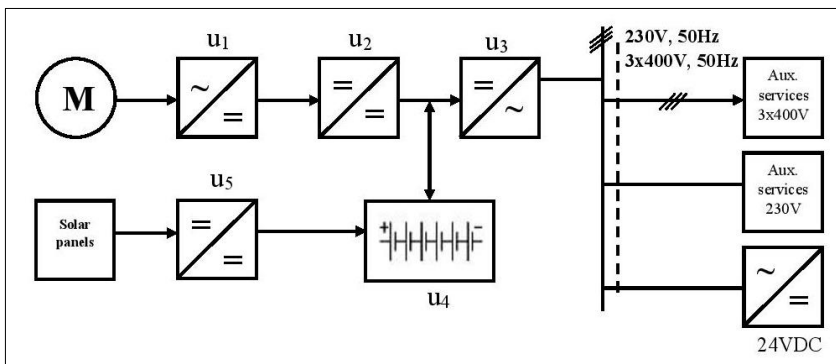 u1
u2
u3
230V, 50Hz
3x400V, 50Hz
M
~
=
=
=
=
~
Aux.
services
3x400V
u5
Solar
panels
=
=
+
−
u4
Aux.
services
230V
~
=
24VDC